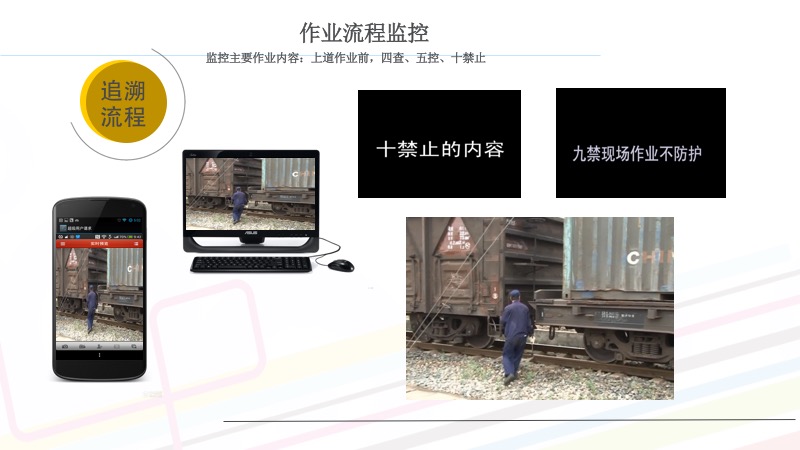 作业流程监控
监控主要作业内容：上道作业前，四查、五控、十禁止
追溯
流程
十禁止的内容
九禁现场作业不防护
ASUS
CHI